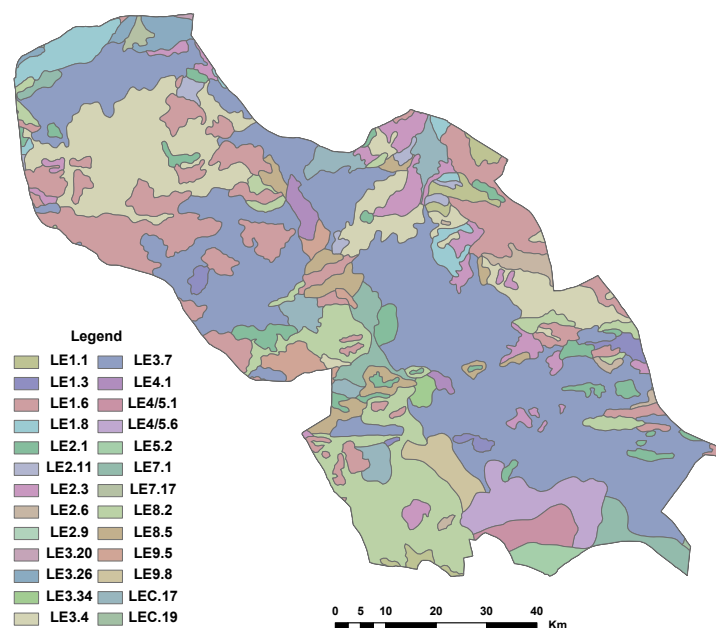 Legend
LE1.1 LE3.7
LE1.3 LE4.1
LE1.6 LE4/5.1
LE1.8 LE4/5.6
LE2.1 LE5.2
LE2.11 LE7.1
LE2.3 LE7.17
LE2.6 LE8.2
LE2.9 LE8.5
LE3.20 LE9.5
LE3.26 LE9.8
LE3.34 LEC.17
LE3.4 LEC.19
0 5 10 20 30 40
Km